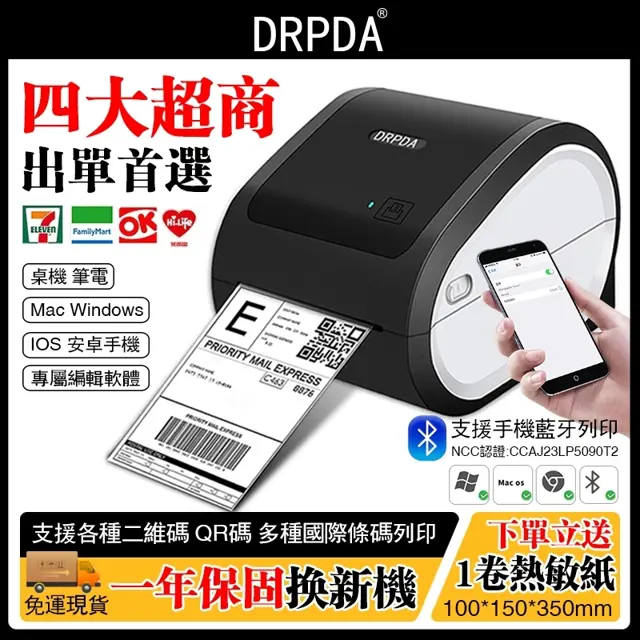 DRPDA®
四大超商
出單首選
7-ELEVEN
FamilyMart
OK
Hi-Life
萊爾富
桌機 筆電
Mac Windows
IOS 安卓手機
專屬編輯軟體
DRPDA
E
PRIORITY MAIL EXPRESS
C463
8876
PRIORITY MAIL EXPRESS
支援手機藍牙列印
NCC認證:CCAJ23LP5090T2
Mac os
支援各種二維碼 QR碼 多種國際條碼列印
免運現貨
一年保固換新機
下單立送
1卷熱敏紙
100*150*350mm